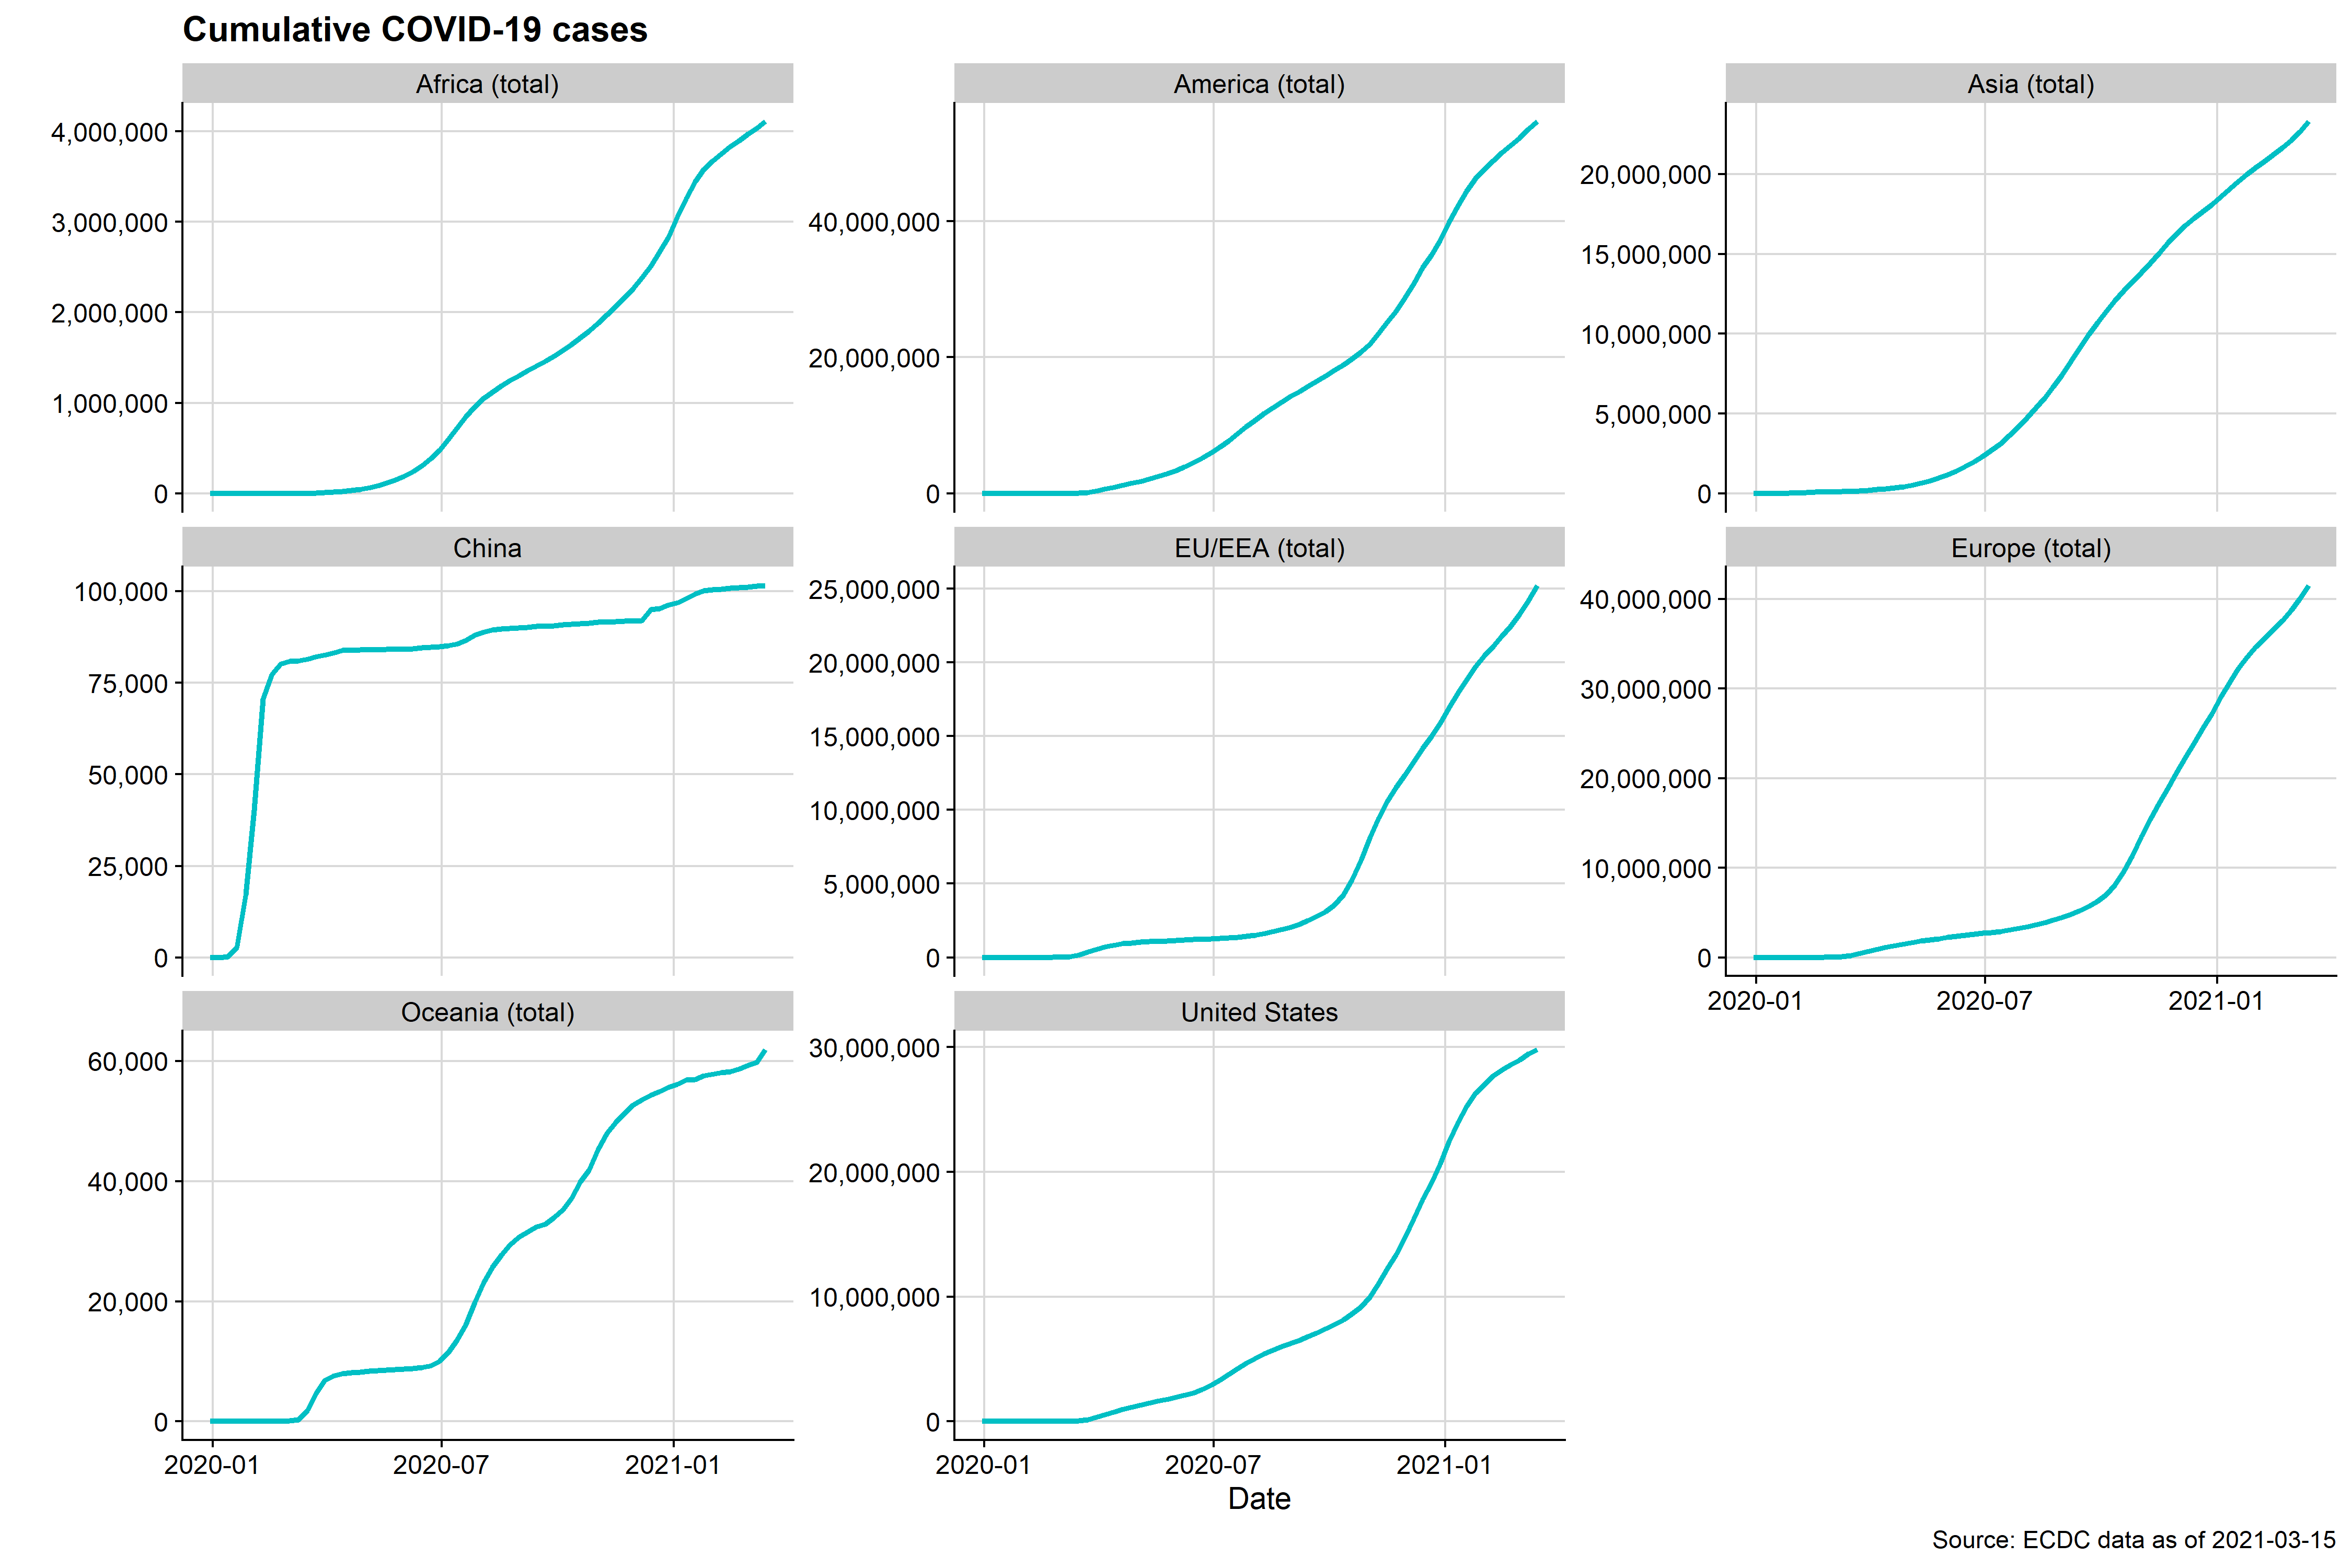 Cumulative COVID-19 cases
Africa (total)
4,000,000
3,000,000
2,000,000
1,000,000
0
America (total)
40,000,000
20,000,000
0
Asia (total)
20,000,000
15,000,000
10,000,000
5,000,000
0
China
100,000
75,000
50,000
25,000
0
EU/EEA (total)
25,000,000
20,000,000
15,000,000
10,000,000
5,000,000
0
Europe (total)
40,000,000
30,000,000
20,000,000
10,000,000
0
2020-01 2020-07 2021-01
Oceania (total)
60,000
40,000
20,000
0
2020-01 2020-07 2021-01
United States
30,000,000
20,000,000
10,000,000
0
2020-01 2020-07 2021-01
Date
Source: ECDC data as of 2021-03-15